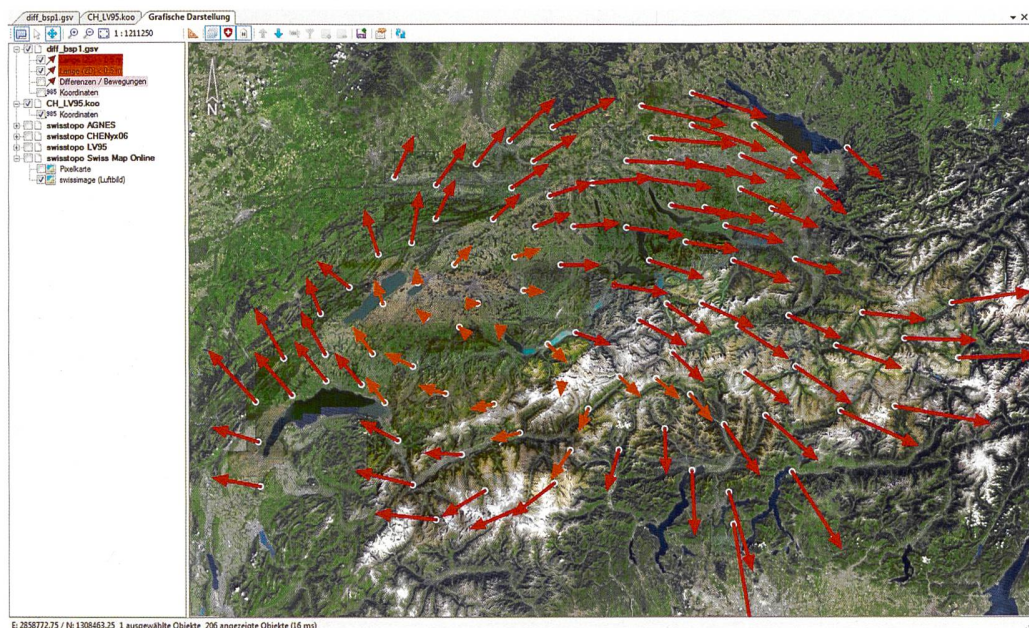 diff_bsp1.gsv CH_LV95.koo Grafische Darstellung
1 : 1211250
diff_bsp1.gsv
Differenzen / Bewegungen
985 Koordinaten
CH_LV95.koo
985 Koordinaten
swisstopo AGNES
swisstopo CHENyx06
swisstopo LV95
swisstopo Swiss Map Online
Pixelkarte
swissimage (Luftbild)
E: 2858772.75 / N: 1308463.25 1 ausgewählte Objekte 206 angezeigte Objekte (16 ms)